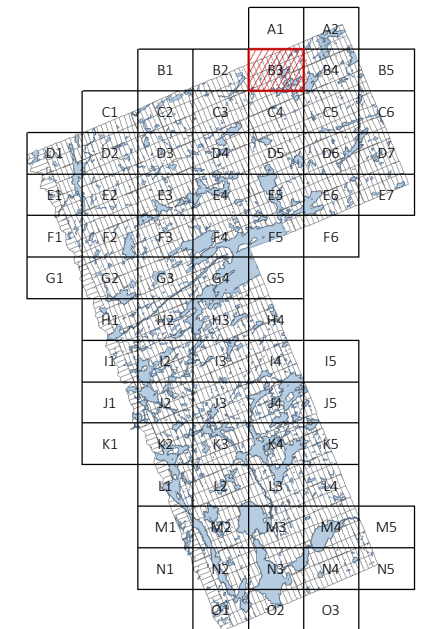 A1 A2
B1 B2 B3 B4 B5
C1 C2 C3 C4 C5 C6
D1 D2 D3 D4 D5 D6 D7
E1 E2 E3 E4 E5 E6 E7
F1 F2 F3 F4 F5 F6
G1 G2 G3 G4 G5
H1 H2 H3 H4
I1 I2 I3 I4 I5
J1 J2 J3 J4 J5
K1 K2 K3 K4 K5
L1 L2 L3 L4
M1 M2 M3 M4 M5
N1 N2 N3 N4 N5
O1 O2 O3